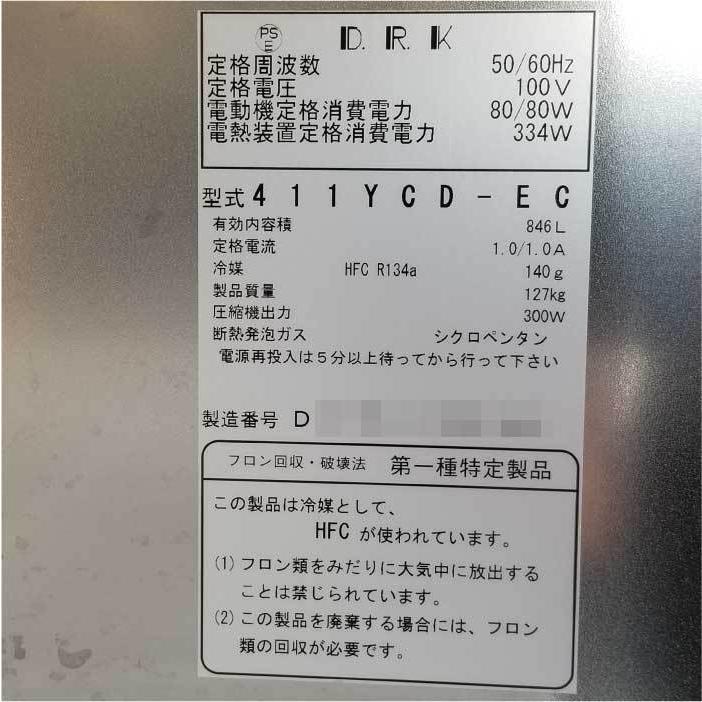 PS
E
D. R. K
定格周波数 50/60Hz
定格電圧 100V
電動機定格消費電力 80/80W
電熱装置定格消費電力 334W
型式 411YCD-EC
有効内容積 846L
定格電流 1.0/1.0A
冷媒 HFC R134a 140g
製品質量 127kg
圧縮機出力 300W
断熱発泡ガス シクロペンタン
電源再投入は5分以上待ってから行って下さい
製造番号 D
フロン回収・破壊法 第一種特定製品
この製品は冷媒として、
HFC が使われています。
(1) フロン類をみだりに大気中に放出する
ことは禁じられています。
(2) この製品を廃棄する場合には、フロン
類の回収が必要です。